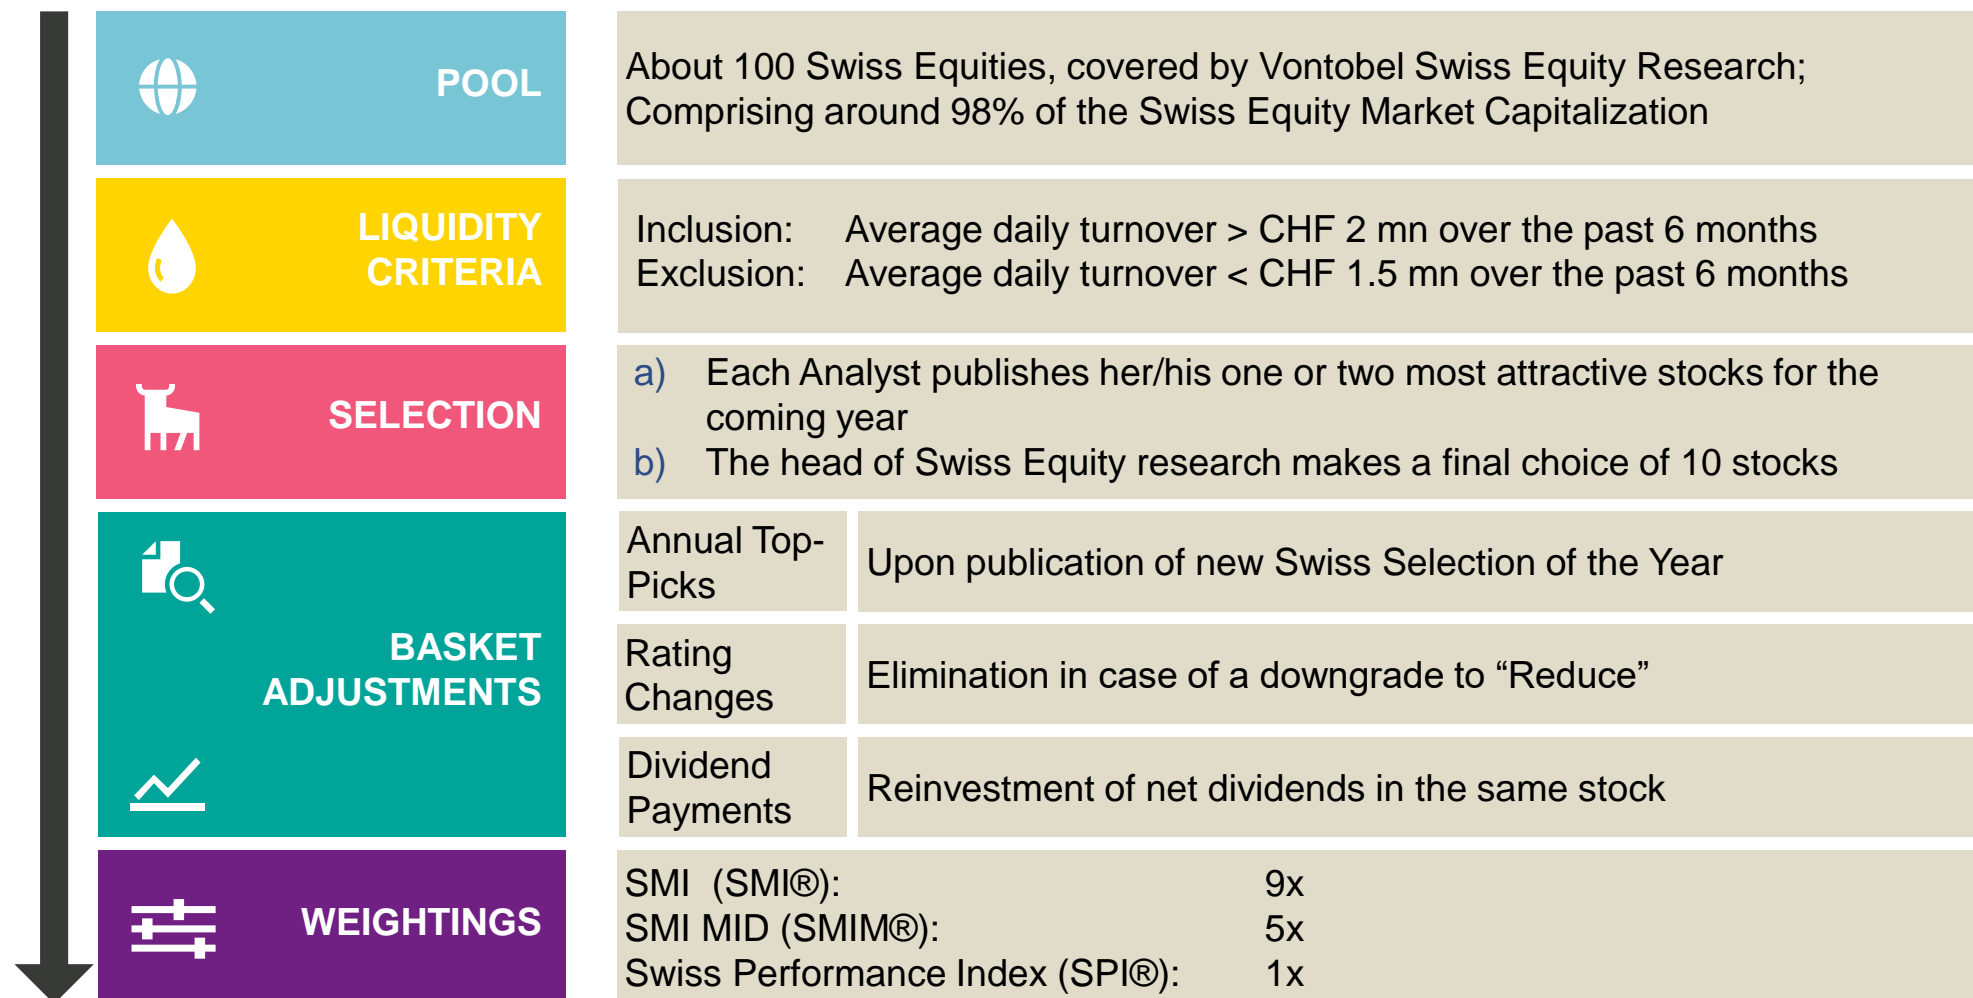 POOL
About 100 Swiss Equities, covered by Vontobel Swiss Equity Research;
Comprising around 98% of the Swiss Equity Market Capitalization
LIQUIDITY
CRITERIA
Inclusion: Average daily turnover > CHF 2 mn over the past 6 months
Exclusion: Average daily turnover < CHF 1.5 mn over the past 6 months
SELECTION
a) Each Analyst publishes her/his one or two most attractive stocks for the
coming year
b) The head of Swiss Equity research makes a final choice of 10 stocks
BASKET
ADJUSTMENTS
Annual Top-
Picks
Upon publication of new Swiss Selection of the Year
Rating
Changes
Elimination in case of a downgrade to “Reduce”
Dividend
Payments
Reinvestment of net dividends in the same stock
WEIGHTINGS
SMI (SMI®): 9x
SMI MID (SMIM®): 5x
Swiss Performance Index (SPI®): 1x